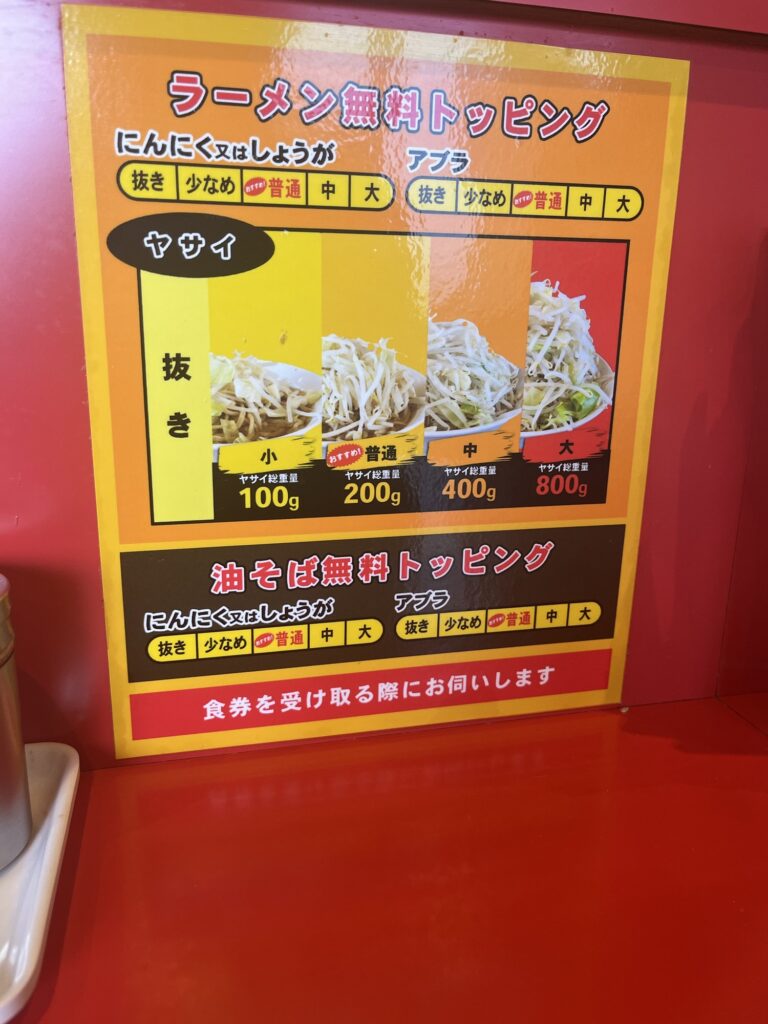 ラーメン無料トッピング
にんにく又はしょうが
抜き 少なめ おすすめ!普通 中 大
アブラ
抜き 少なめ おすすめ!普通 中 大
ヤサイ
抜き
小
ヤサイ総重量
100g
おすすめ!普通
ヤサイ総重量
200g
中
ヤサイ総重量
400g
大
ヤサイ総重量
800g
油そば無料トッピング
にんにく又はしょうが
抜き 少なめ おすすめ!普通 中 大
アブラ
抜き 少なめ おすすめ!普通 中 大
食券を受け取る際にお伺いします